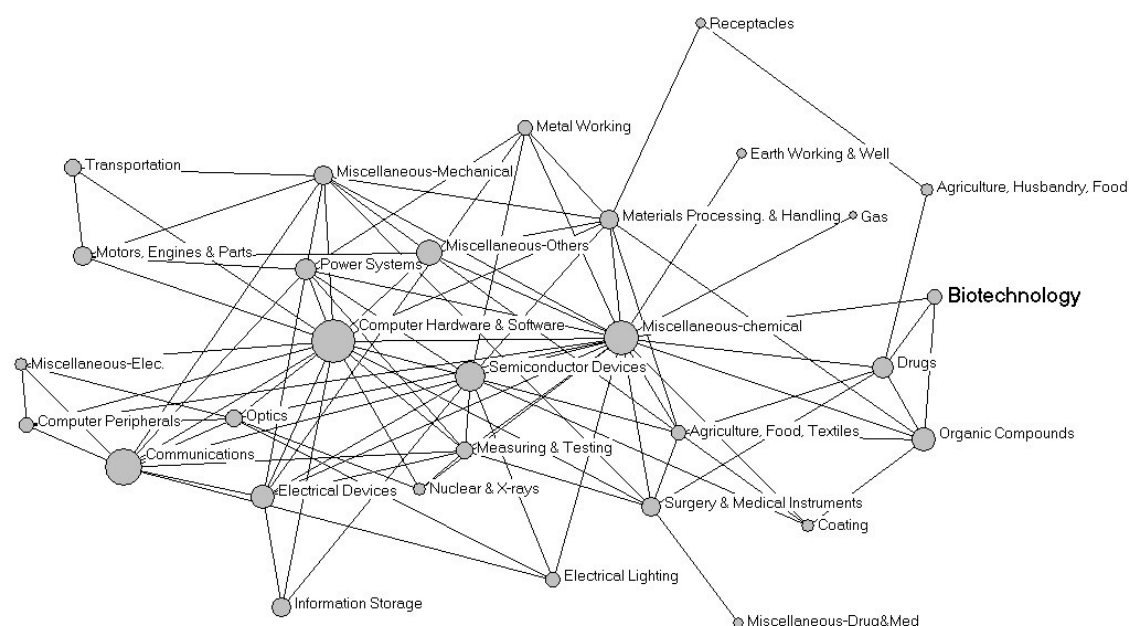 Receptacles
Metal Working
Earth Working & Well
Transportation
Miscellaneous-Mechanical
Agriculture, Husbandry, Food
Materials Processing. & Handling
Gas
Motors, Engines & Parts
Miscellaneous-Others
Power Systems
Biotechnology
Computer Hardware & Software
Miscellaneous-chemical
Miscellaneous-Elec.
Semiconductor Devices
Drugs
Computer Peripherals
Optics
Agriculture, Food, Textiles
Organic Compounds
Communications
Measuring & Testing
Electrical Devices
Nuclear & X-rays
Surgery & Medical Instruments
Coating
Electrical Lighting
Information Storage
Miscellaneous-Drug&Med